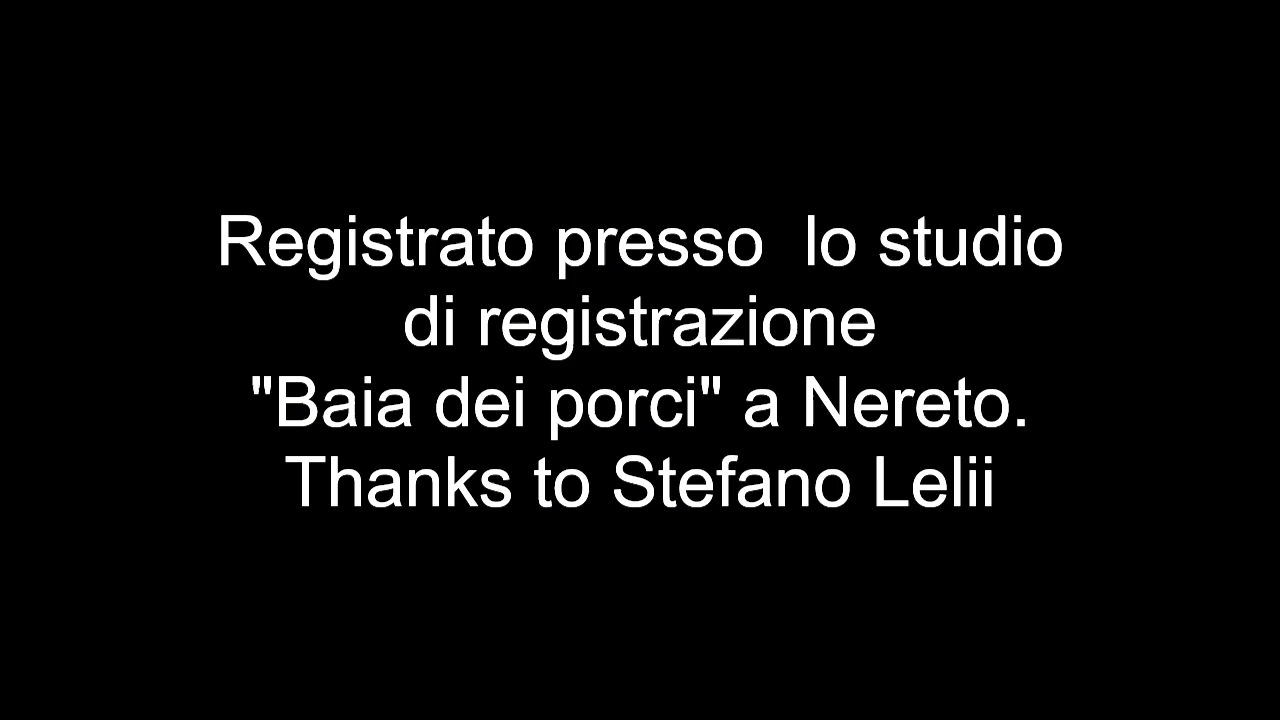 Registrato presso  lo studio
di registrazione
"Baia dei porci" a Nereto.
Thanks to Stefano Lelii